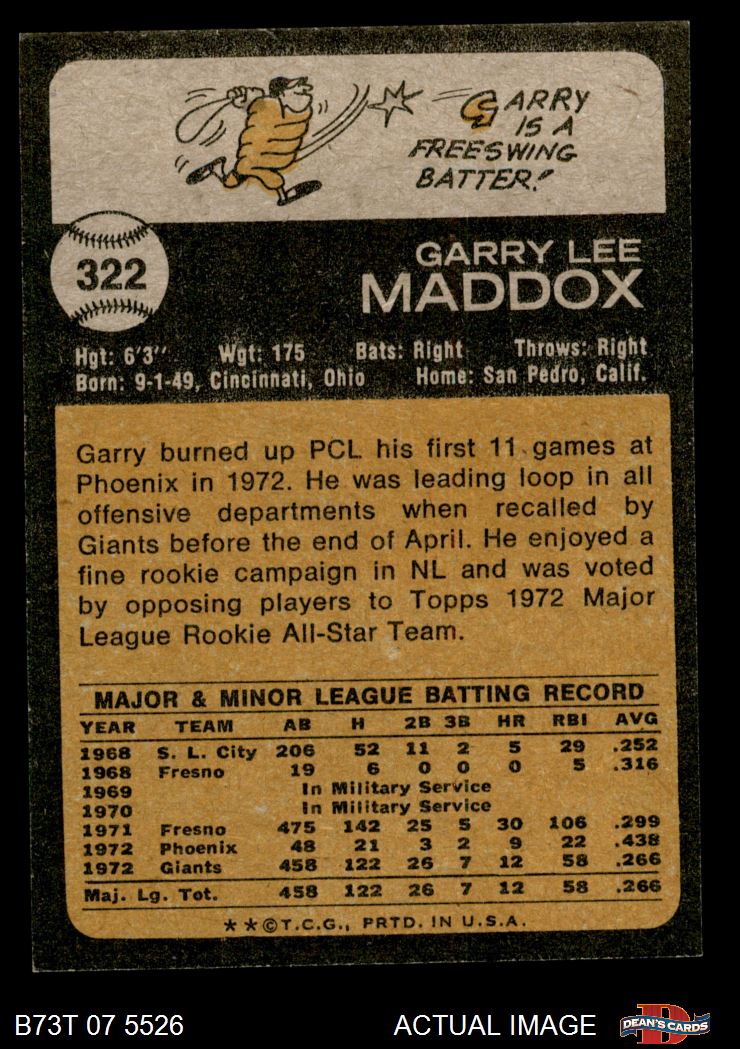 GARRY
IS A
FREESWING
BATTER!
322
GARRY LEE
MADDOX
Hgt: 6'3" Wgt: 175 Bats: Right Throws: Right
Born: 9-1-49, Cincinnati, Ohio Home: San Pedro, Calif.
Garry burned up PCL his first 11 games at
Phoenix in 1972. He was leading loop in all
offensive departments when recalled by
Giants before the end of April. He enjoyed a
fine rookie campaign in NL and was voted
by opposing players to Topps 1972 Major
League Rookie All-Star Team.
MAJOR & MINOR LEAGUE BATTING RECORD
YEAR TEAM AB H 2B 3B HR RBI AVG
1968 S. L. City 206 52 11 2 5 29 .252
1968 Fresno 19 6 0 0 0 5 .316
1969 In Military Service
1970 In Military Service
1971 Fresno 475 142 25 5 30 106 .299
1972 Phoenix 48 21 3 2 9 22 .438
1972 Giants 458 122 26 7 12 58 .266
Maj. Lg. Tot. 458 122 26 7 12 58 .266
**©T.C.G., PRTD. IN U.S.A.
B73T 07 5526 ACTUAL IMAGE DEAN'S CARDS